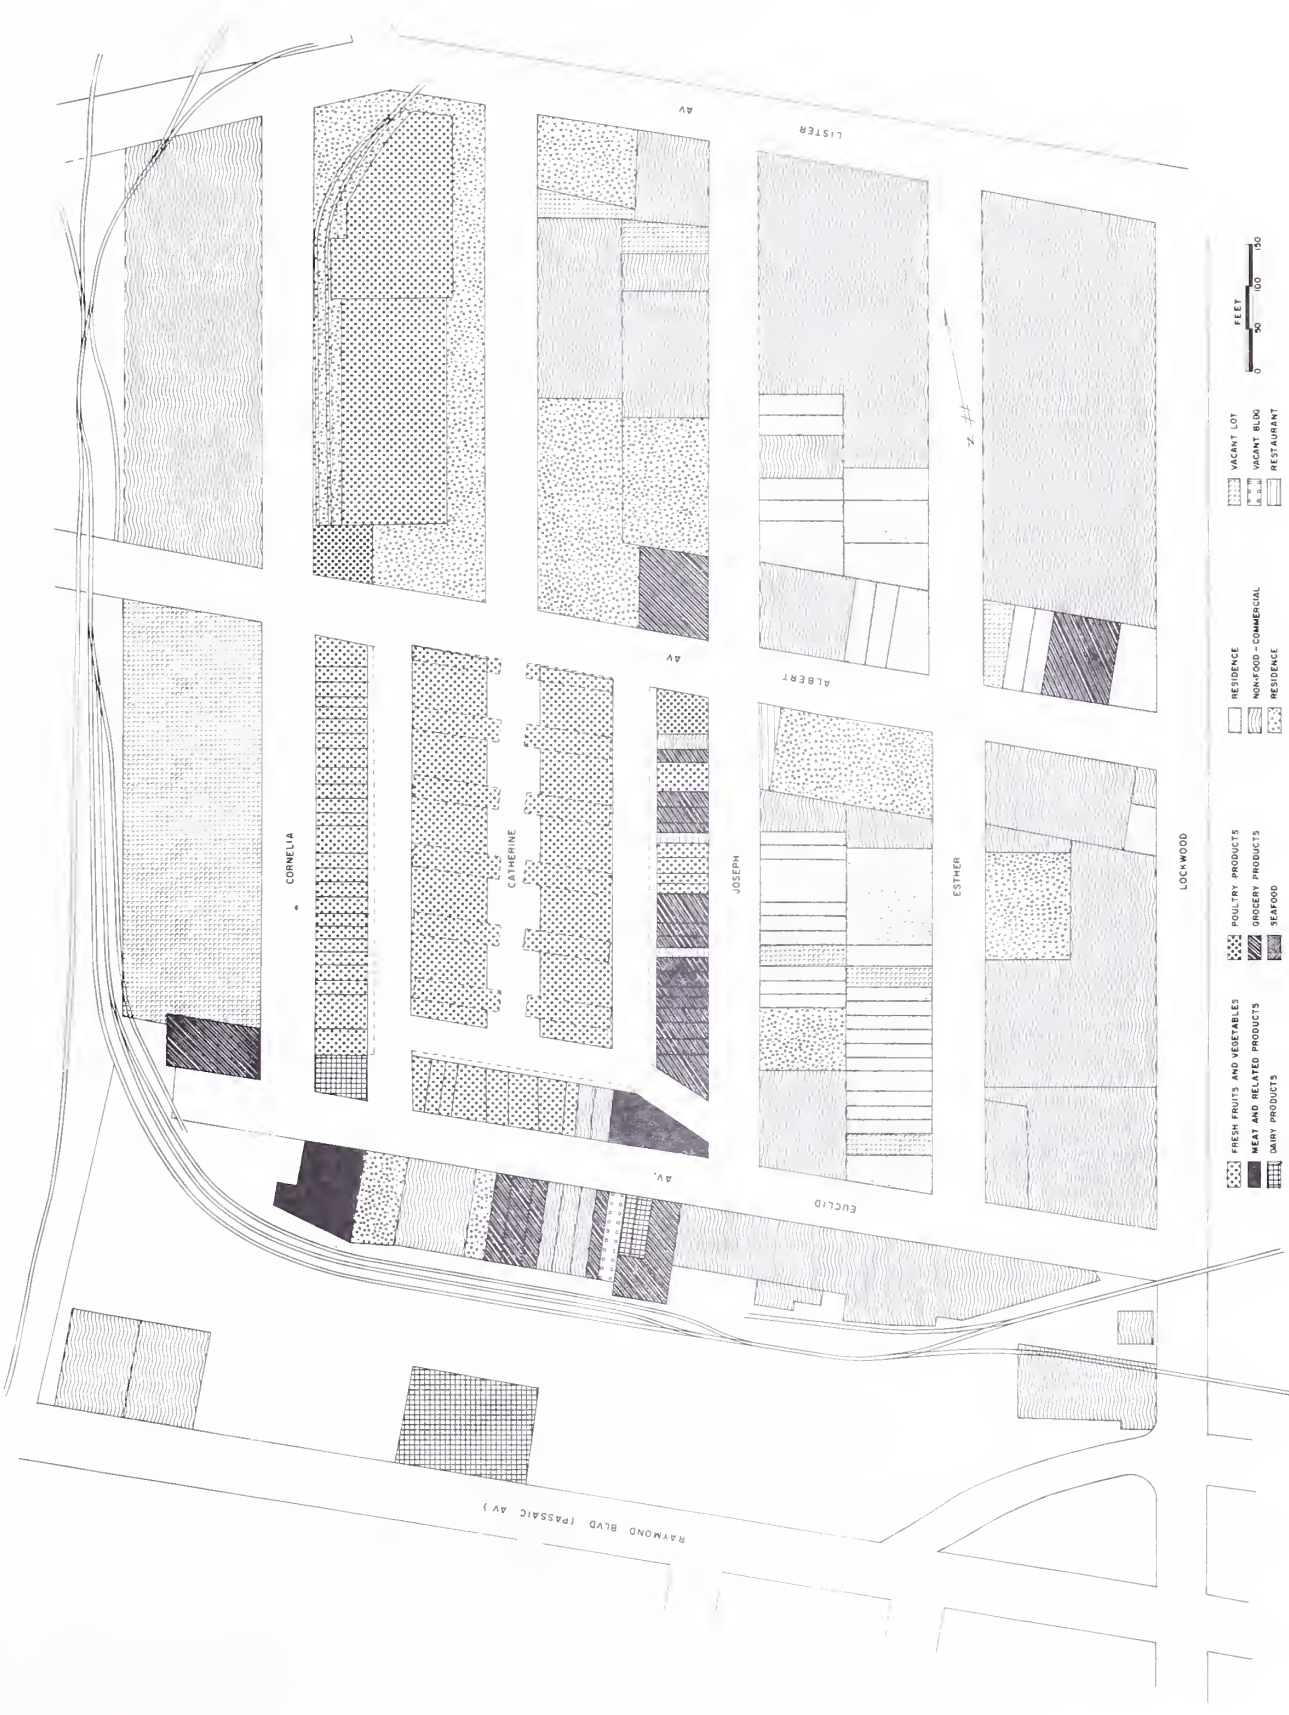 LISTER AV
ALBERT AV
EUCLID AV.
RAYMOND BLVD (PASSAIC AV)
CORNELIA
CATHERINE
JOSEPH
ESTHER
LOCKWOOD
N
FRESH FRUITS AND VEGETABLES
MEAT AND RELATED PRODUCTS
DAIRY PRODUCTS
POULTRY PRODUCTS
GROCERY PRODUCTS
SEAFOOD
RESIDENCE
NON-FOOD-COMMERCIAL
RESIDENCE
VACANT LOT
VACANT BLDG
RESTAURANT
FEET
0 50 100 150